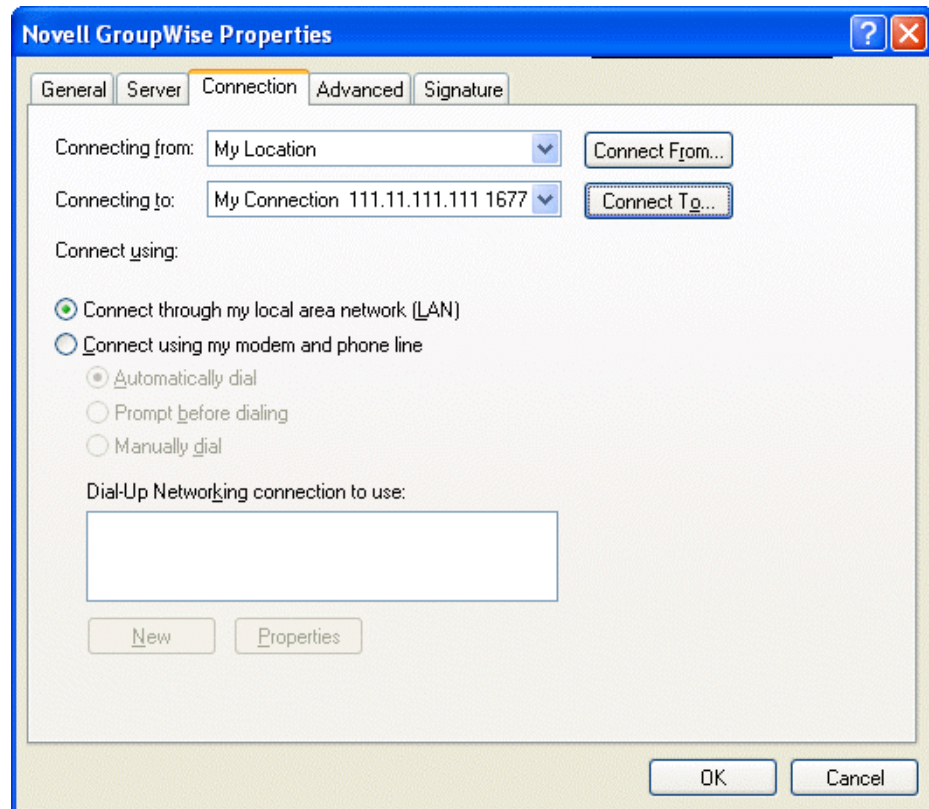 Novell GroupWise Properties
General Server Connection Advanced Signature
Connecting from: My Location Connect From...
Connecting to: My Connection 111.11.111.111 1677 Connect To...
Connect using:
Connect through my local area network (LAN)
Connect using my modem and phone line
Automatically dial
Prompt before dialing
Manually dial
Dial-Up Networking connection to use:
New Properties
OK Cancel